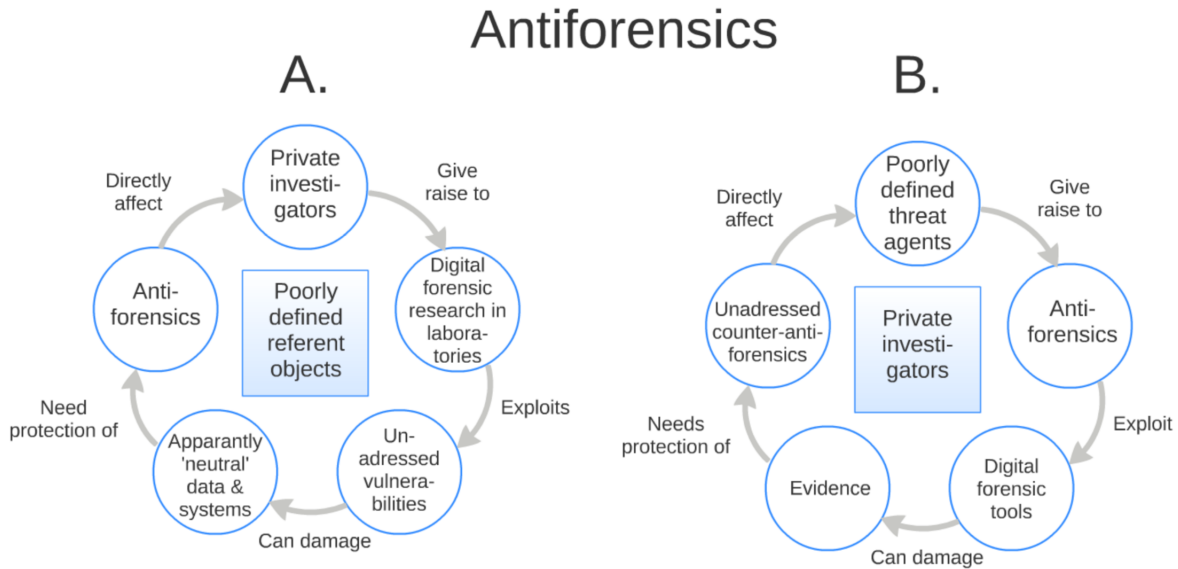 Antiforensics
A.
Private
investi-
gators
Give
raise to
Digital
forensic
research in
labora-
tories
Exploits
Un-
adressed
vulnera-
bilities
Can damage
Apparantly
'neutral'
data &
systems
Need
protection of
Anti-
forensics
Directly
affect
Poorly
defined
referent
objects
B.
Poorly
defined
threat
agents
Give
raise to
Anti-
forensics
Exploit
Digital
forensic
tools
Can damage
Evidence
Needs
protection of
Unadressed
counter-anti-
forensics
Directly
affect
Private
investi-
gators